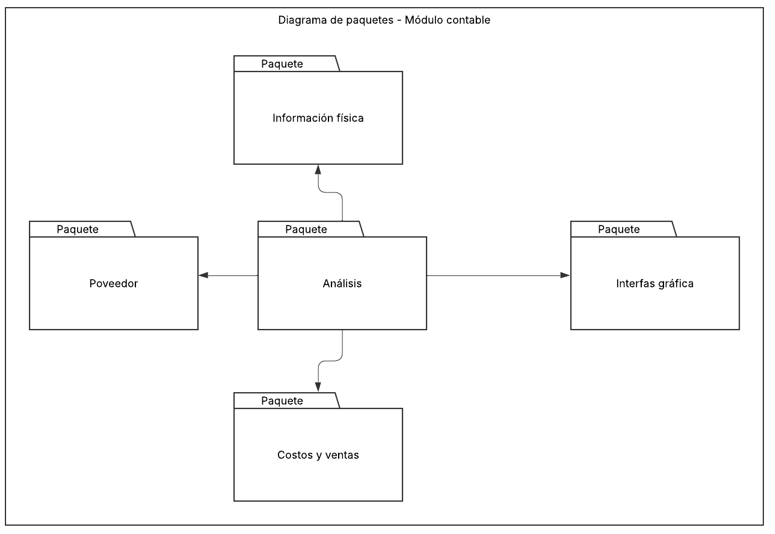 Diagrama de paquetes - Módulo contable
Paquete
Información física
Paquete
Poveedor
Paquete
Análisis
Paquete
Interfas gráfica
Paquete
Costos y ventas